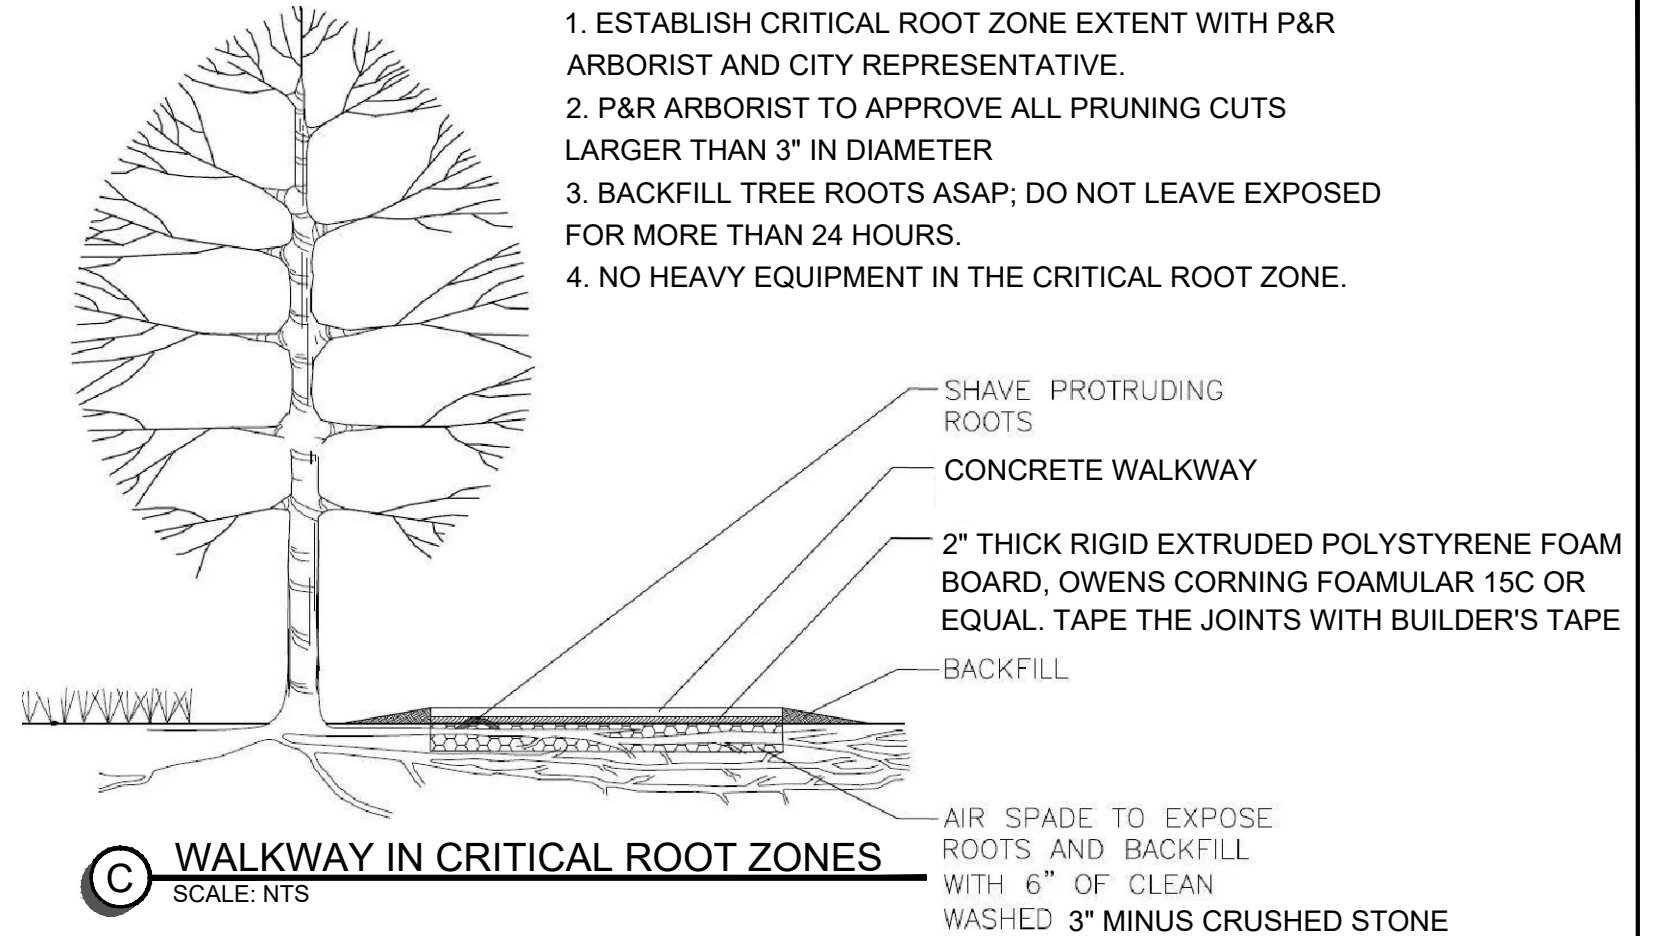 1. ESTABLISH CRITICAL ROOT ZONE EXTENT WITH P&R
ARBORIST AND CITY REPRESENTATIVE.
2. P&R ARBORIST TO APPROVE ALL PRUNING CUTS
LARGER THAN 3" IN DIAMETER
3. BACKFILL TREE ROOTS ASAP; DO NOT LEAVE EXPOSED
FOR MORE THAN 24 HOURS.
4. NO HEAVY EQUIPMENT IN THE CRITICAL ROOT ZONE.
SHAVE PROTRUDING
ROOTS
CONCRETE WALKWAY
2" THICK RIGID EXTRUDED POLYSTYRENE FOAM
BOARD, OWENS CORNING FOAMULAR 15C OR
EQUAL. TAPE THE JOINTS WITH BUILDER'S TAPE
BACKFILL
AIR SPADE TO EXPOSE
ROOTS AND BACKFILL
WITH 6” OF CLEAN
WASHED 3" MINUS CRUSHED STONE
C
WALKWAY IN CRITICAL ROOT ZONES
SCALE: NTS